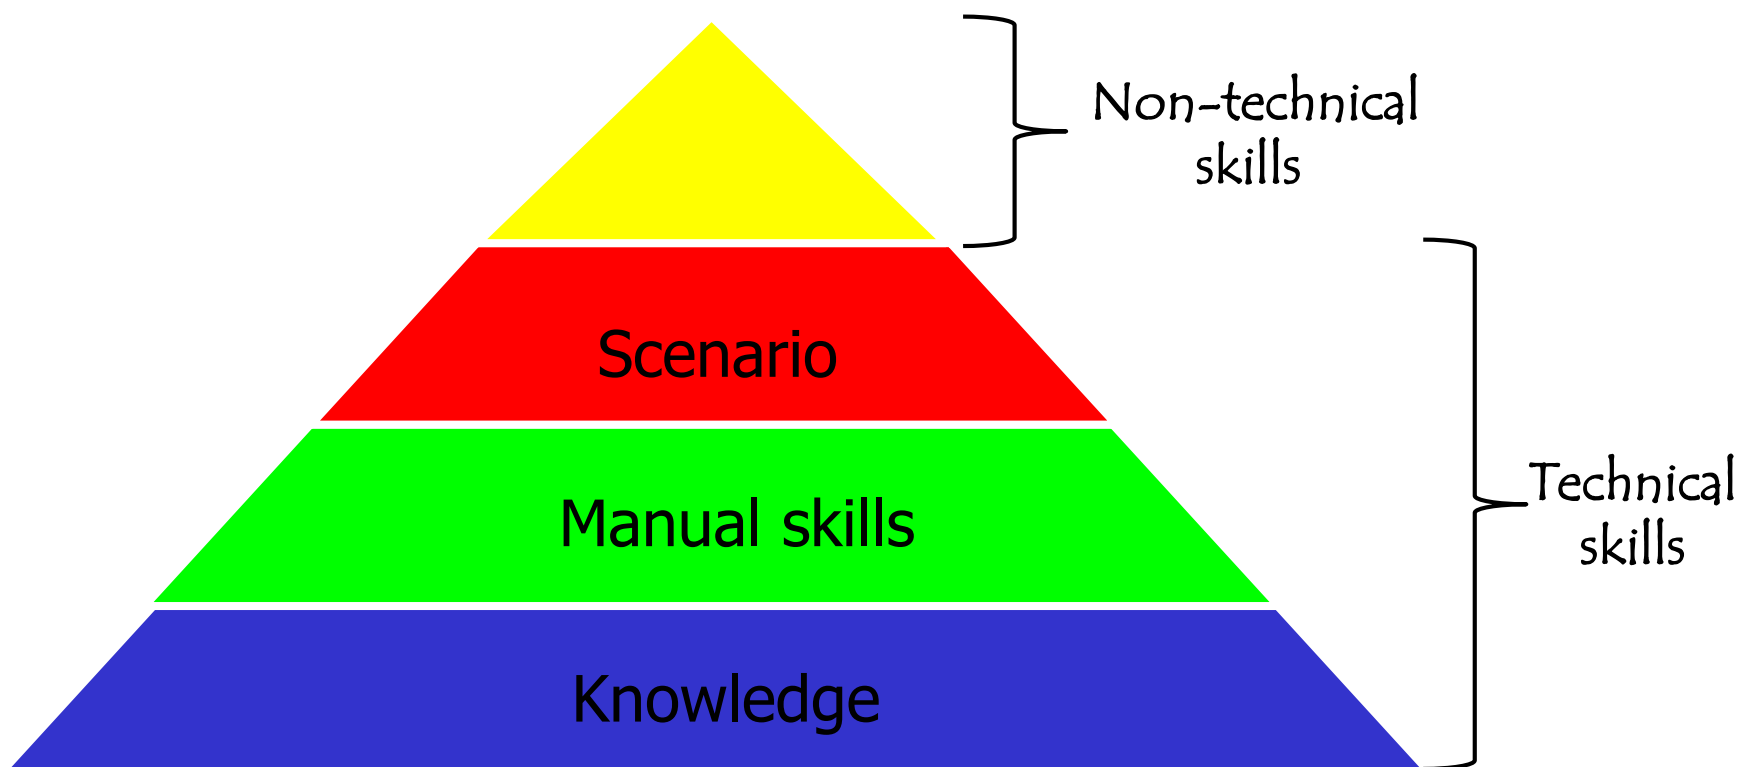 Non-technical
skills
Scenario
Manual skills
Technical
skills
Knowledge